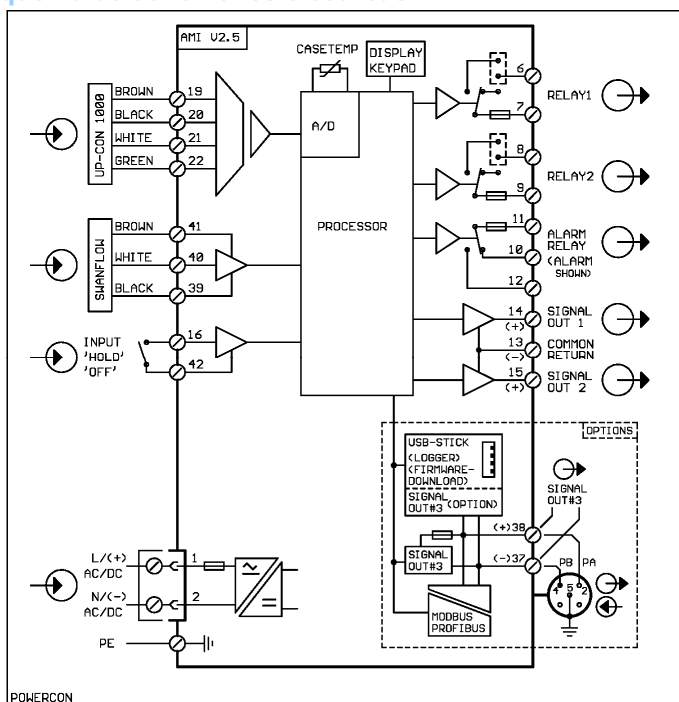 AMI V2.5
CASETEMP
DISPLAY
KEYPAD
A/D
PROCESSOR
UP-CON 1000
BROWN 19
BLACK 20
WHITE 21
GREEN 22
SWANFLOW
BROWN 41
WHITE 40
BLACK 39
INPUT
'HOLD'
'OFF'
16
42
L/(+)
AC/DC
1
N/(-)
AC/DC
2
PE
6
RELAY1
7
8
RELAY2
9
11
ALARM
RELAY
10
(ALARM
SHOWN)
12
14
(+)
SIGNAL
OUT 1
13
(-)
COMMON
RETURN
15
(+)
SIGNAL
OUT 2
OPTIONS
USB-STICK
(LOGGER)
(FIRMWARE-
DOWNLOAD)
SIGNAL
OUT#3 (OPTION)
SIGNAL
OUT#3
(+)38
SIGNAL
OUT#3
(-)37
PB PA
4 5 2
MODBUS
PROFIBUS
POWERCON